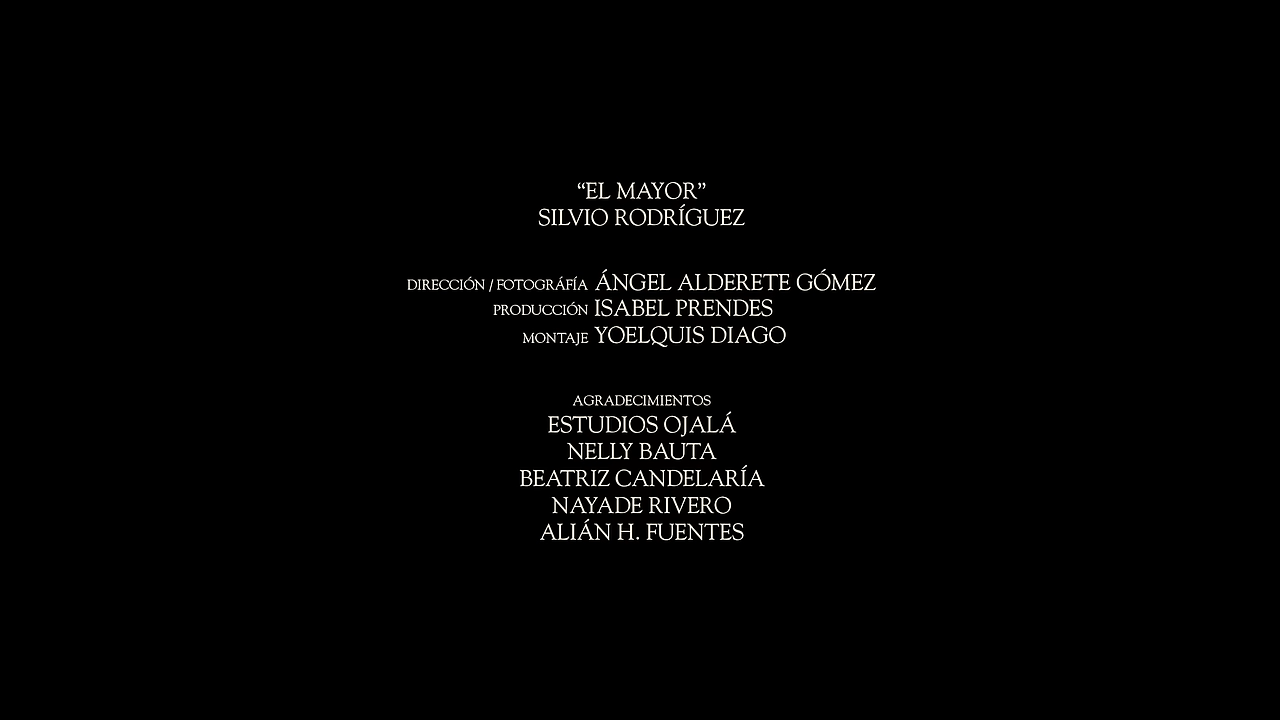 “EL MAYOR”
SILVIO RODRÍGUEZ
DIRECCIÓN / FOTOGRÁFÍA ÁNGEL ALDERETE GÓMEZ
PRODUCCIÓN ISABEL PRENDES
MONTAJE YOELQUIS DIAGO
AGRADECIMIENTOS
ESTUDIOS OJALÁ
NELLY BAUTA
BEATRIZ CANDELARÍA
NAYADE RIVERO
ALIÁN H. FUENTES